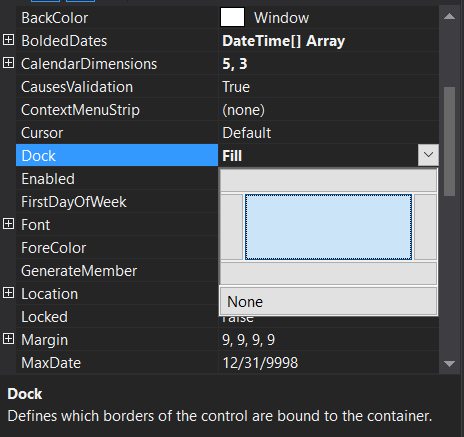 BackColor Window
BoldedDates DateTime[] Array
CalendarDimensions 5, 3
CausesValidation True
ContextMenuStrip (none)
Cursor Default
Dock Fill
Enabled
FirstDayOfWeek
Font
ForeColor
GenerateMember
None
Location
Locked False
Margin 9, 9, 9, 9
MaxDate 12/31/9998
Dock
Defines which borders of the control are bound to the container.